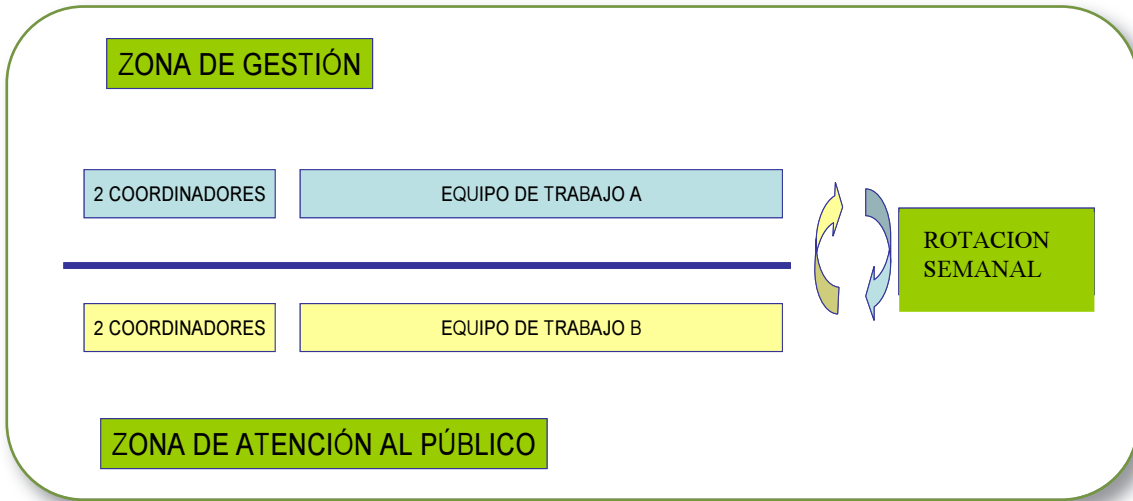 ZONA DE GESTIÓN
2 COORDINADORES
EQUIPO DE TRABAJO A
ROTACION
SEMANAL
2 COORDINADORES
EQUIPO DE TRABAJO B
ZONA DE ATENCIÓN AL PÚBLICO